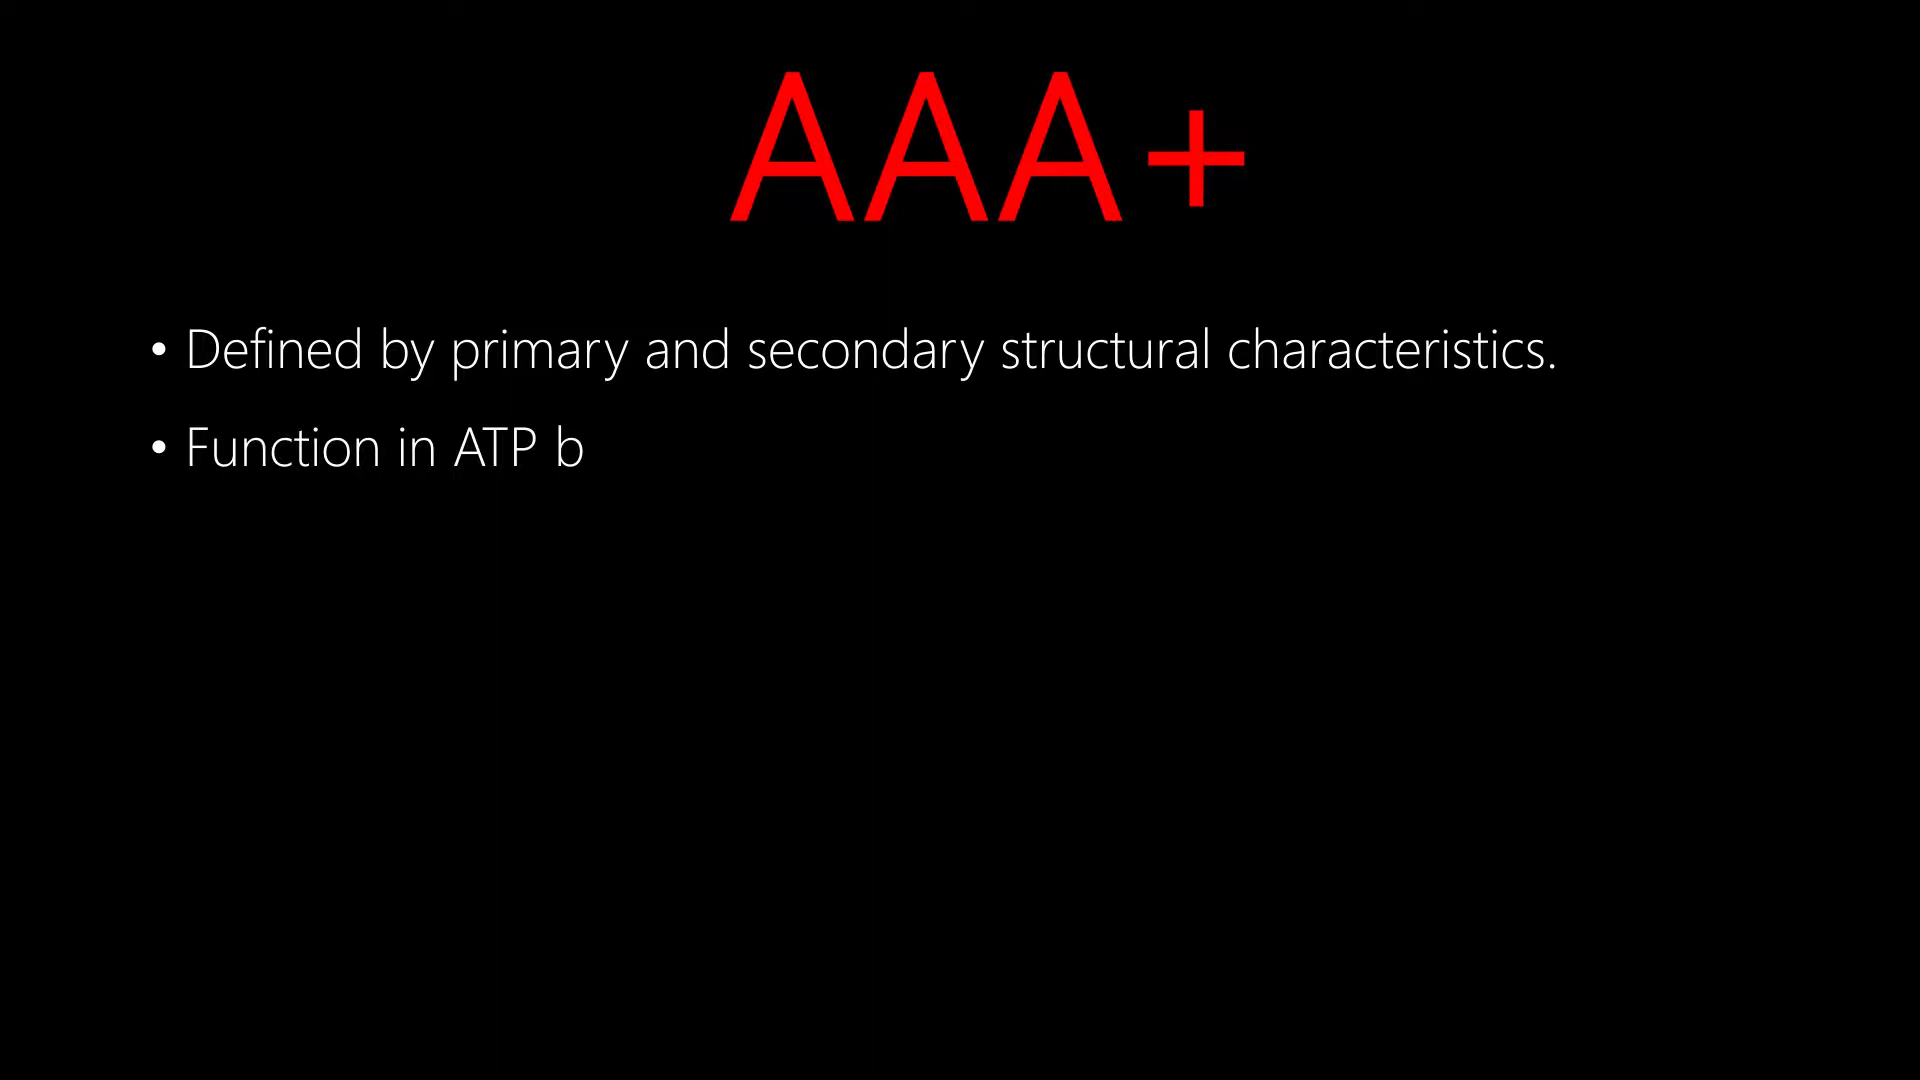 AAA+
• Defined by primary and secondary structural characteristics.
• Function in ATP b